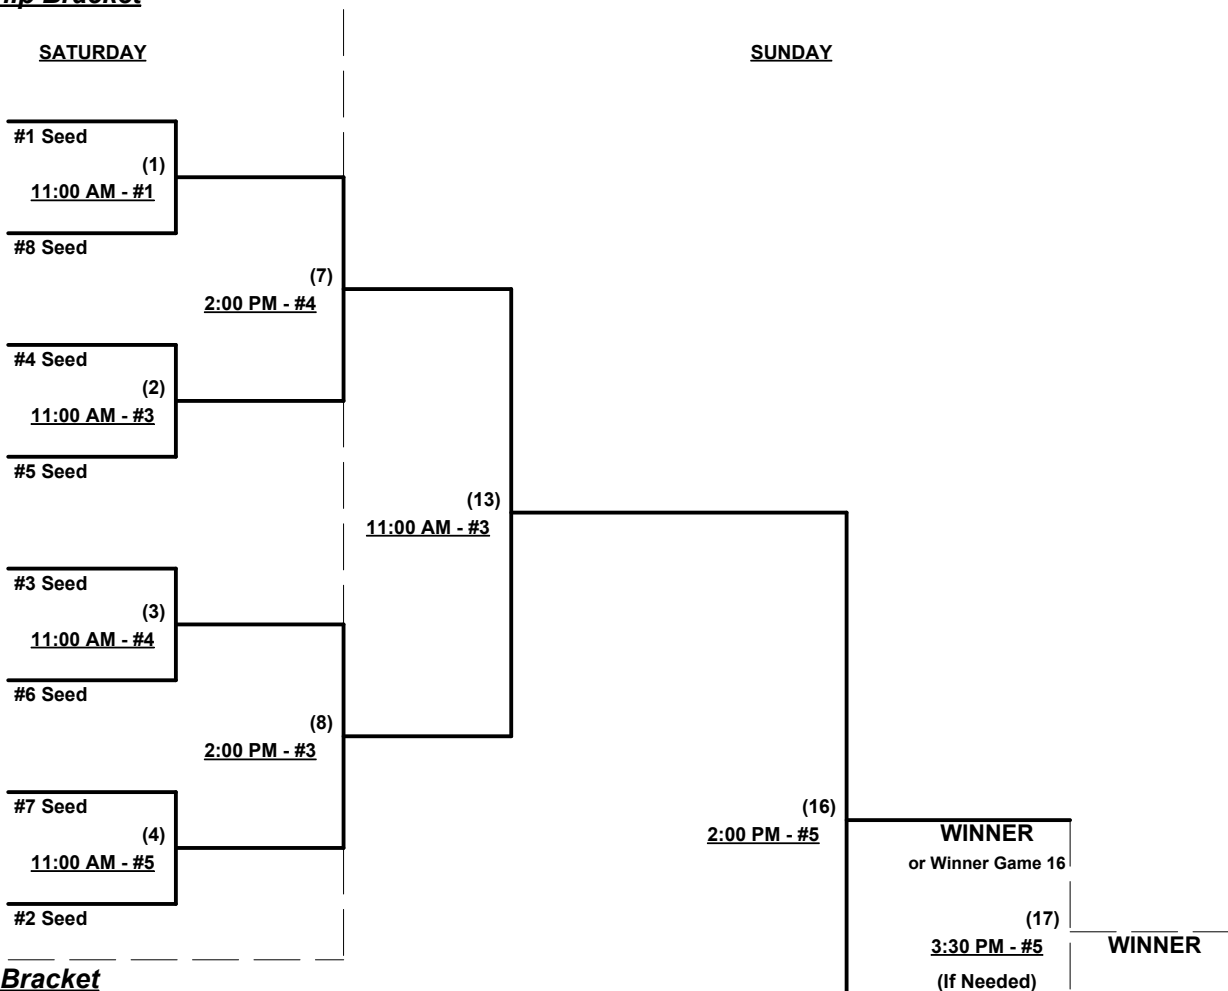 Bracket
SATURDAY
SUNDAY
#1 Seed
(1)
11:00 AM - #1
#8 Seed
(7)
2:00 PM - #4
#4 Seed
(2)
11:00 AM - #3
#5 Seed
(13)
11:00 AM - #3
#3 Seed
(3)
11:00 AM - #4
#6 Seed
(8)
2:00 PM - #3
#7 Seed
(4)
11:00 AM - #5
#2 Seed
(16)
2:00 PM - #5
WINNER
or Winner Game 16
(17)
3:30 PM - #5
WINNER
(If Needed)
Bracket